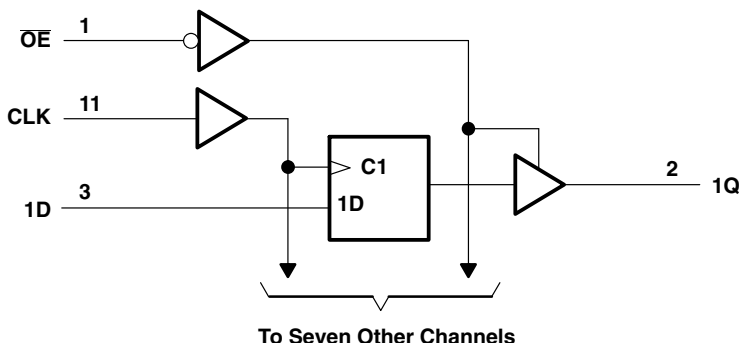 OE 1
CLK 11
C1
1D 3 1D
2 1Q
To Seven Other Channels